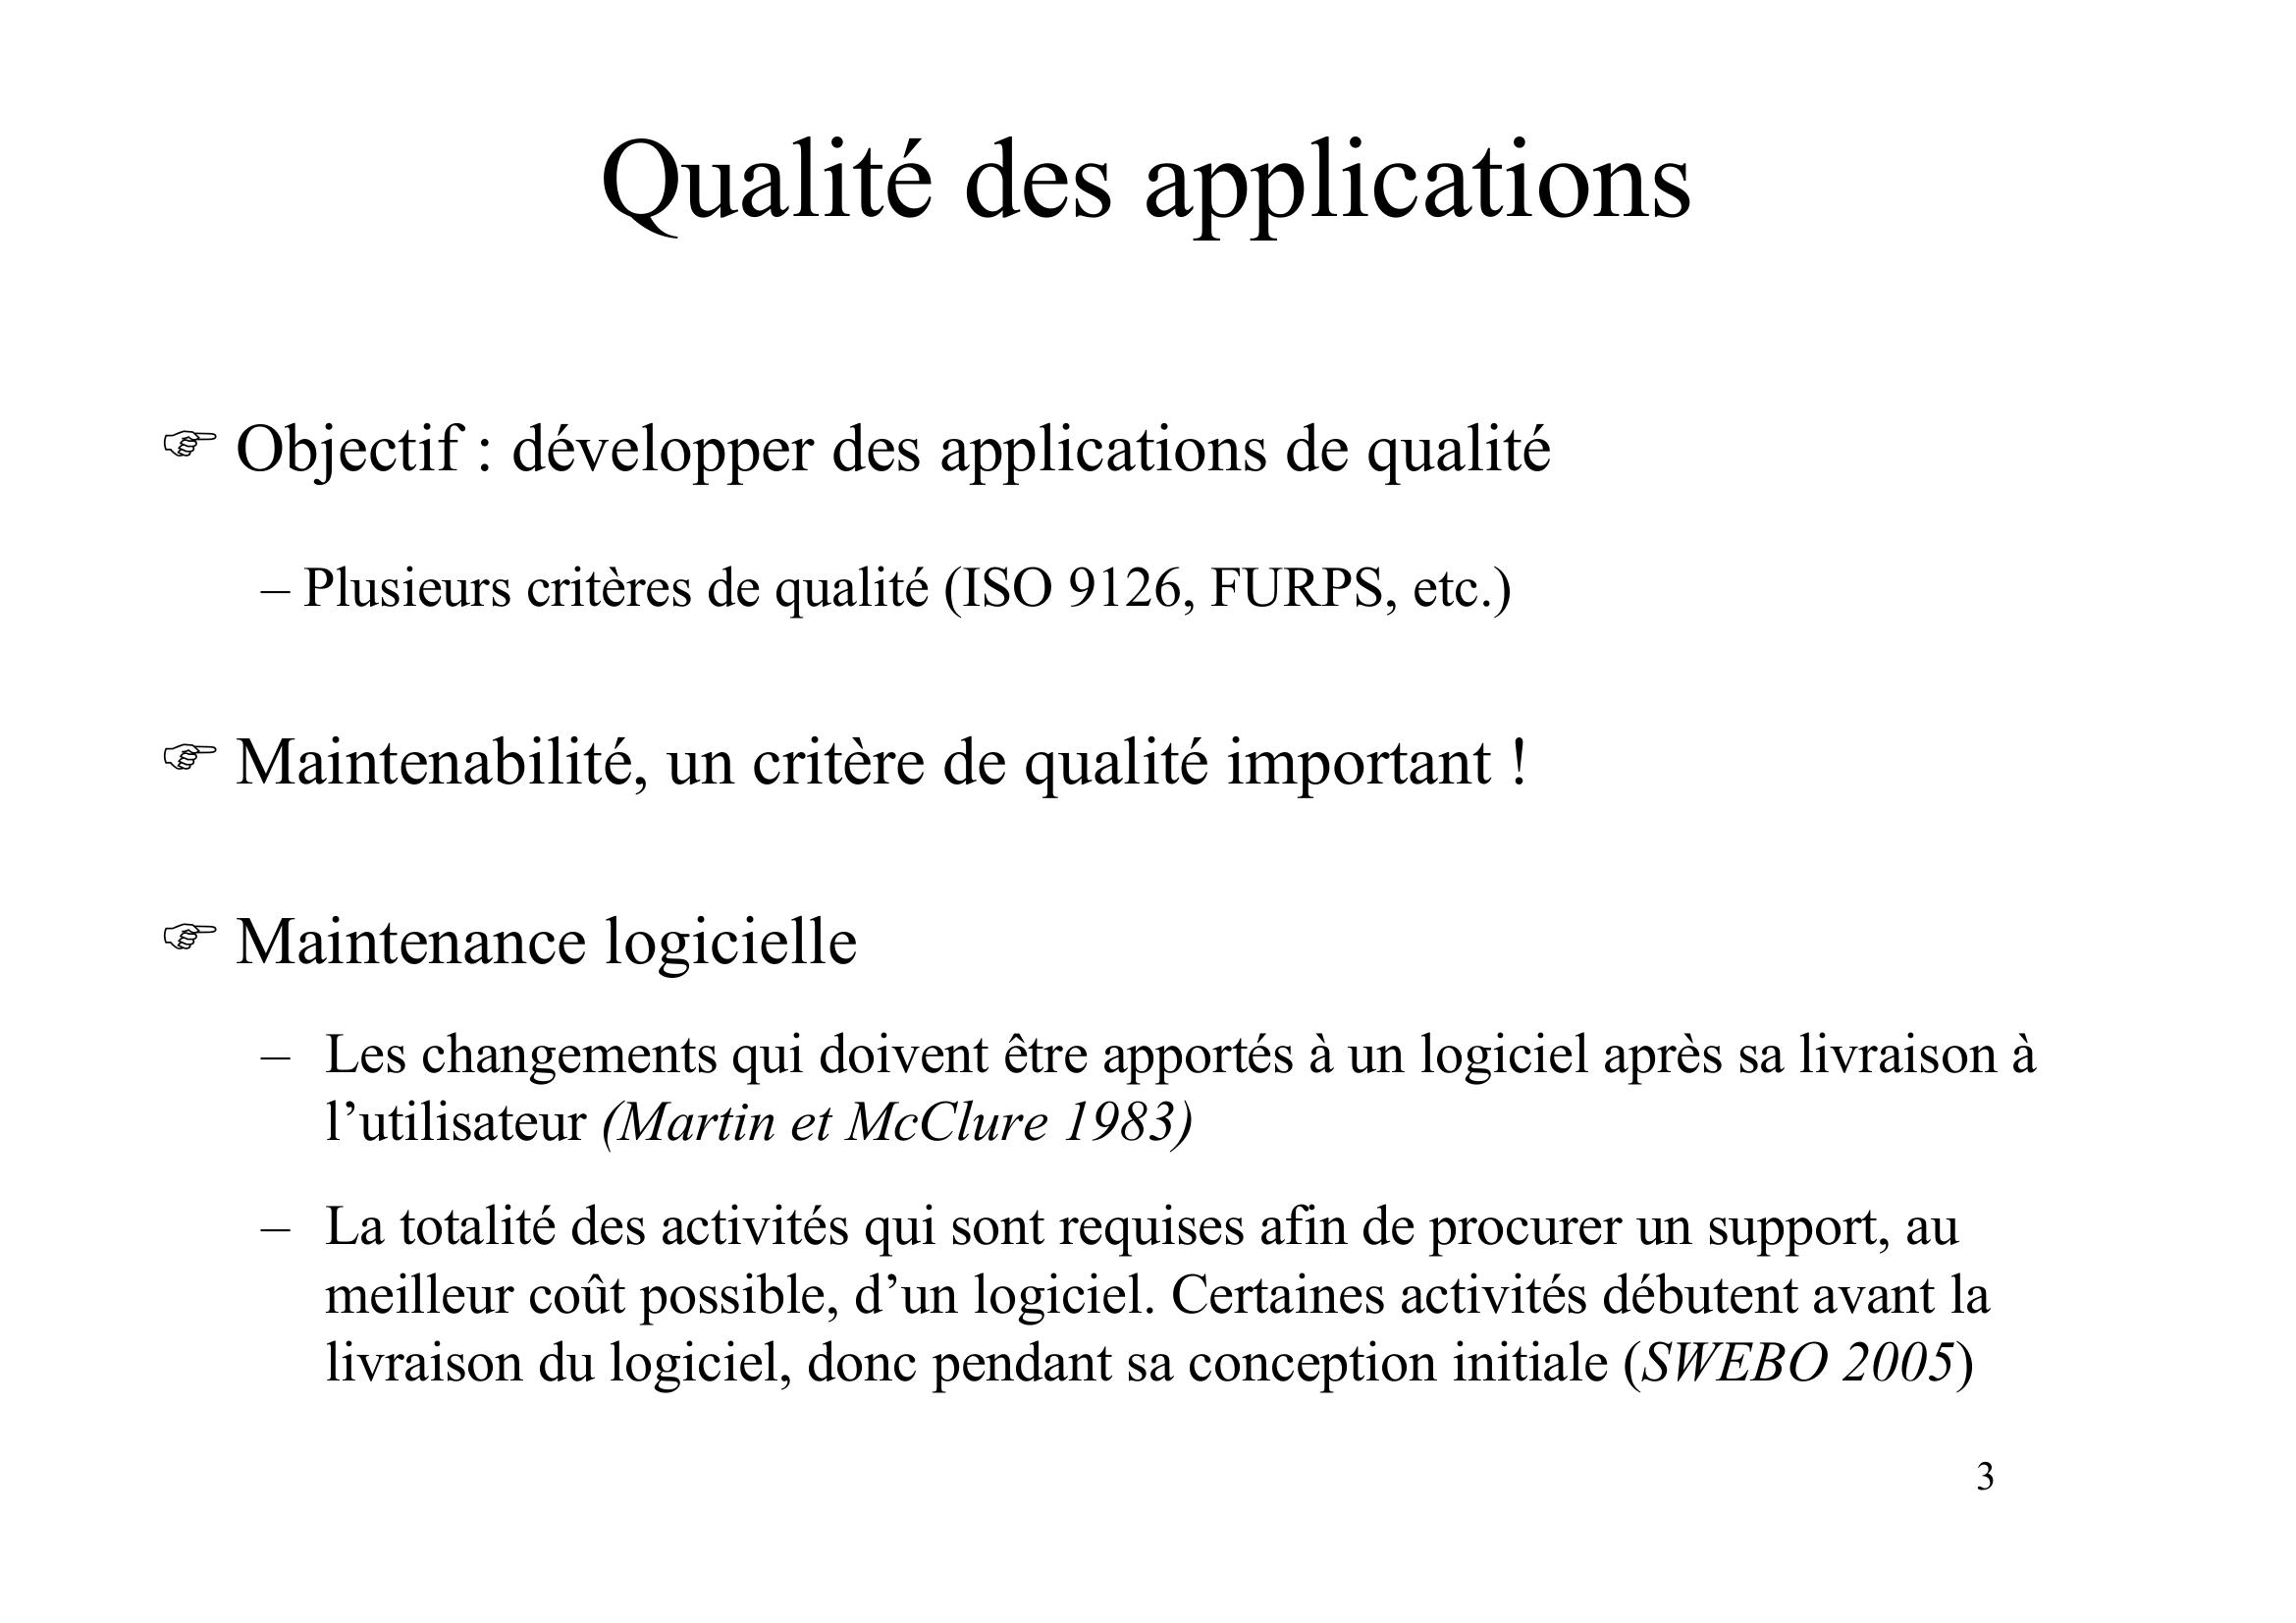 Qualité des applications
☞ Objectif : développer des applications de qualité
– Plusieurs critères de qualité (ISO 9126, FURPS, etc.)
☞ Maintenabilité, un critère de qualité important !
☞ Maintenance logicielle
– Les changements qui doivent être apportés à un logiciel après sa livraison à
l’utilisateur (Martin et McClure 1983)
– La totalité des activités qui sont requises afin de procurer un support, au
meilleur coût possible, d’un logiciel. Certaines activités débutent avant la
livraison du logiciel, donc pendant sa conception initiale (SWEBO 2005)
3